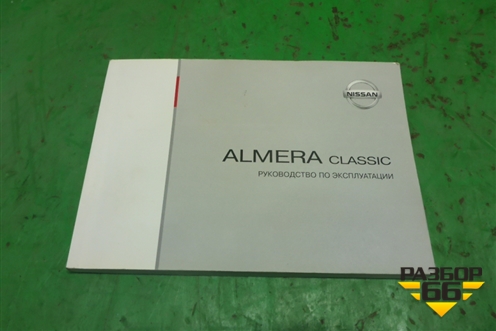 NISSAN
ALMERA CLASSIC
РУКОВОДСТВО ПО ЭКСПЛУАТАЦИИ
РАЗБОР
66